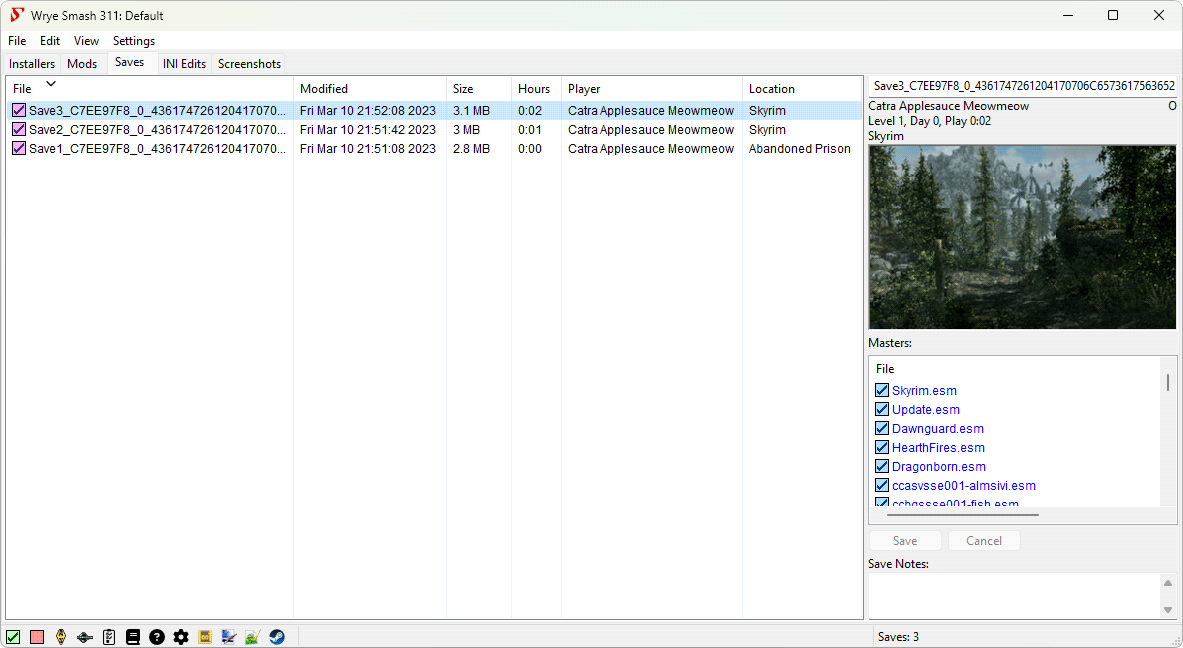 Wrye Smash 311: Default
File Edit View Settings
Installers Mods Saves INI Edits Screenshots
File Modified Size Hours Player Location
Save3_C7EE97F8_0_436174726120417070... Fri Mar 10 21:52:08 2023 3.1 MB 0:02 Catra Applesauce Meowmeow Skyrim
Save2_C7EE97F8_0_436174726120417070... Fri Mar 10 21:51:42 2023 3 MB 0:01 Catra Applesauce Meowmeow Skyrim
Save1_C7EE97F8_0_436174726120417070... Fri Mar 10 21:51:08 2023 2.8 MB 0:00 Catra Applesauce Meowmeow Abandoned Prison
Save3_C7EE97F8_0_4361747261204170706C6573617563652
Catra Applesauce Meowmeow O
Level 1, Day 0, Play 0:02
Skyrim
Masters:
File
Skyrim.esm
Update.esm
Dawnguard.esm
HearthFires.esm
Dragonborn.esm
ccasvsse001-almsivi.esm
ccbgssse001-fish.esm
Save Cancel
Save Notes:
Saves: 3